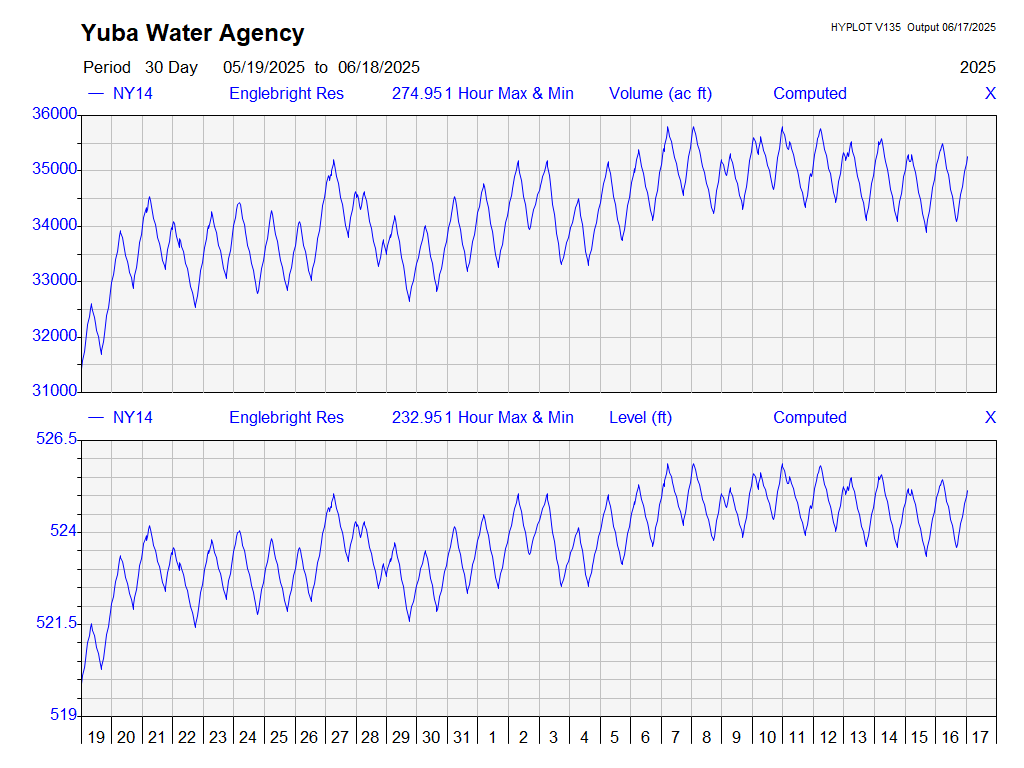 Yuba Water Agency
HYPLOT V135 Output 06/17/2025
Period 30 Day 05/19/2025 to 06/18/2025 2025
NY14 Englebright Res 274.951 Hour Max & Min Volume (ac ft) Computed X
36000
35000
34000
33000
32000
31000
NY14 Englebright Res 232.951 Hour Max & Min Level (ft) Computed X
526.5
524
521.5
519
19 20 21 22 23 24 25 26 27 28 29 30 31 1 2 3 4 5 6 7 8 9 10 11 12 13 14 15 16 17